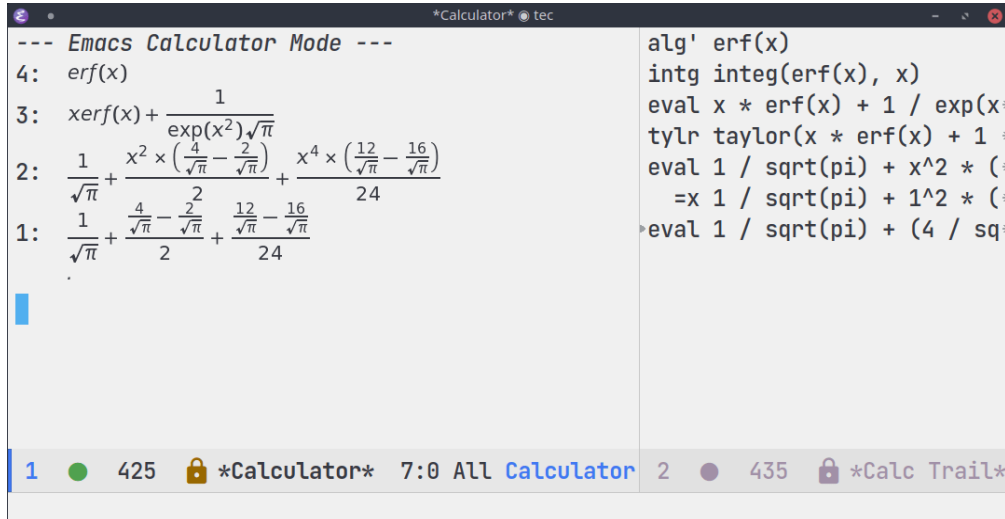 *Calculator* ◉ tec
--- Emacs Calculator Mode ---
4: erf(x)
3: xerf(x) + 1/(exp(x²)√π)
2: 1/√π + (x² × (4/√π − 2/√π))/2 + (x⁴ × (12/√π − 16/√π))/24
1: 1/√π + (4/√π − 2/√π)/2 + (12/√π − 16/√π)/24
.
alg' erf(x)
intg integ(erf(x), x)
eval x * erf(x) + 1 / exp(x
tylr taylor(x * erf(x) + 1
eval 1 / sqrt(pi) + x^2 * (
=x 1 / sqrt(pi) + 1^2 * (
eval 1 / sqrt(pi) + (4 / sq
1 ● 425 *Calculator* 7:0 All Calculator
2 ● 435 *Calc Trail*